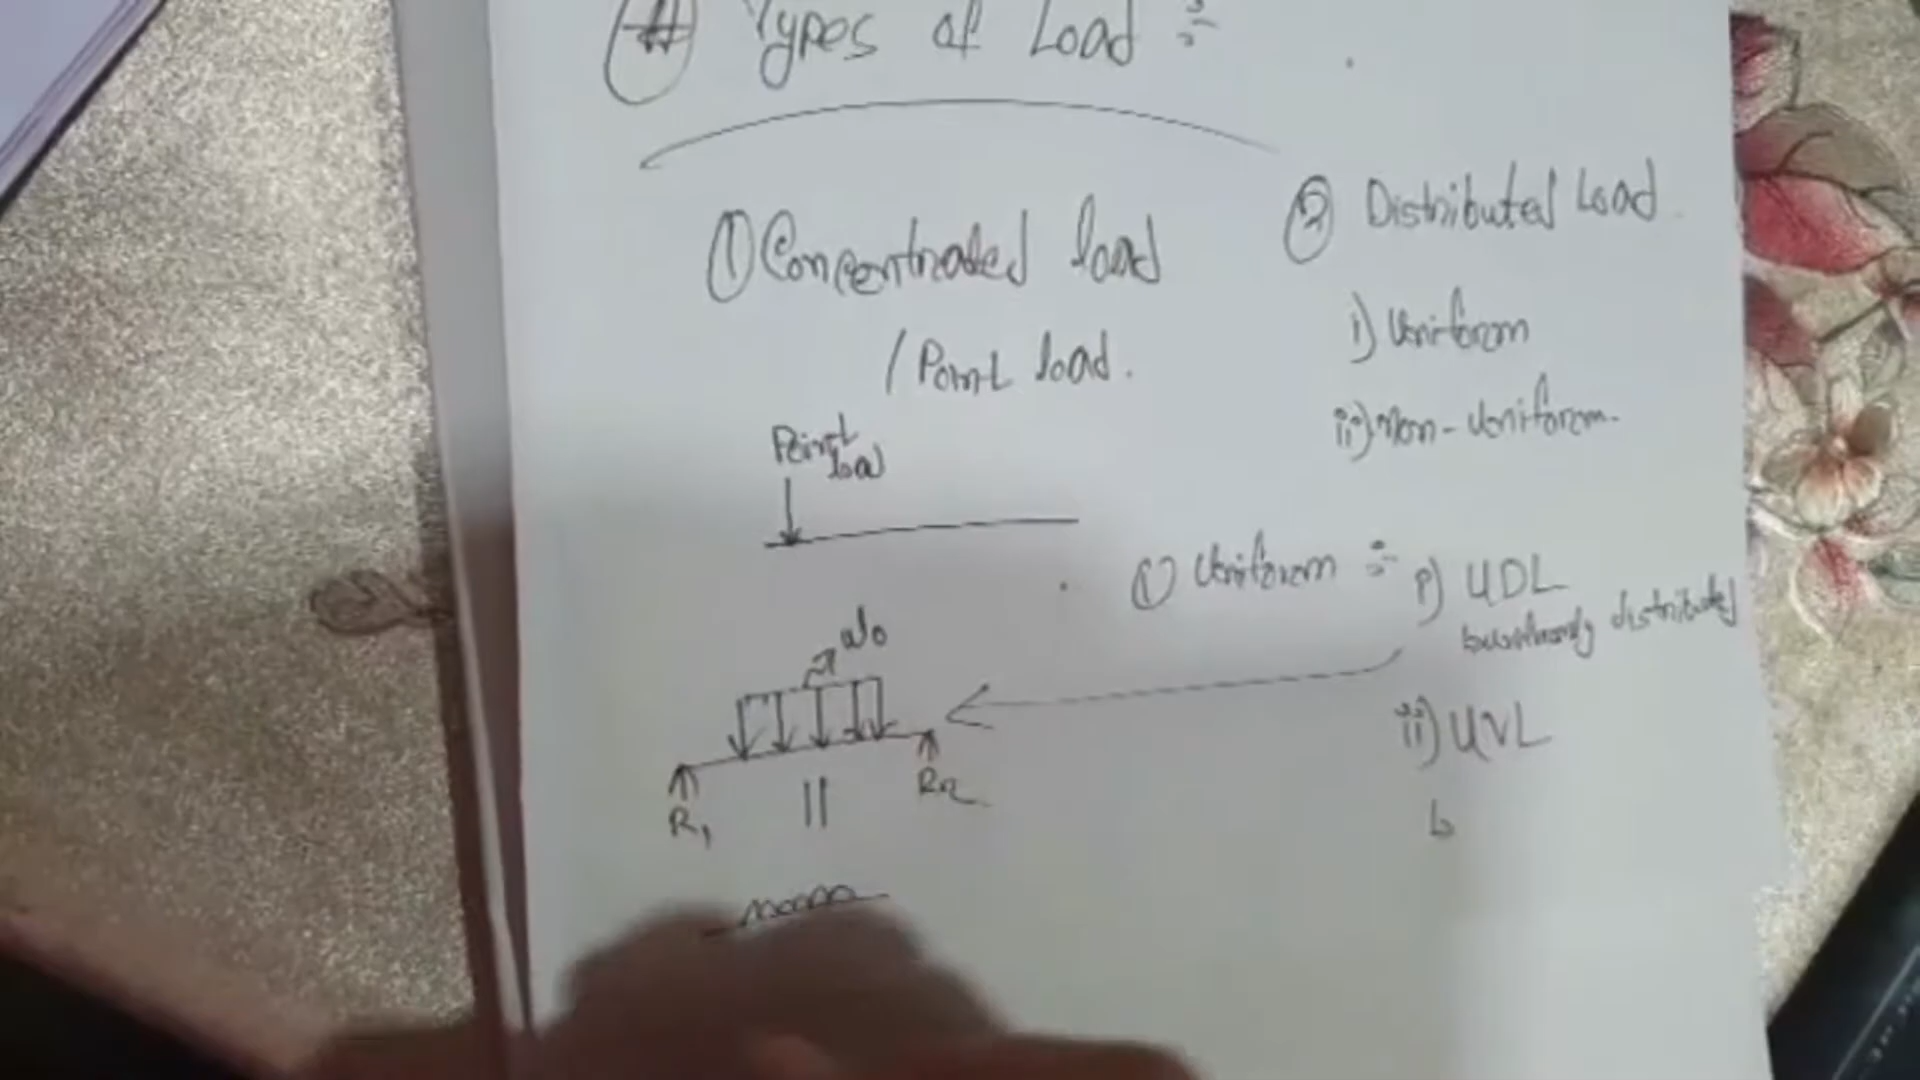 # Types of Load ÷
① Concentrated load
/ Point load.
② Distributed Load
i) Uniform
ii) Non-Uniform.
Point
load
① Uniform ÷ i) UDL
distributed
ii) UVL
W₀
R₁
R₂